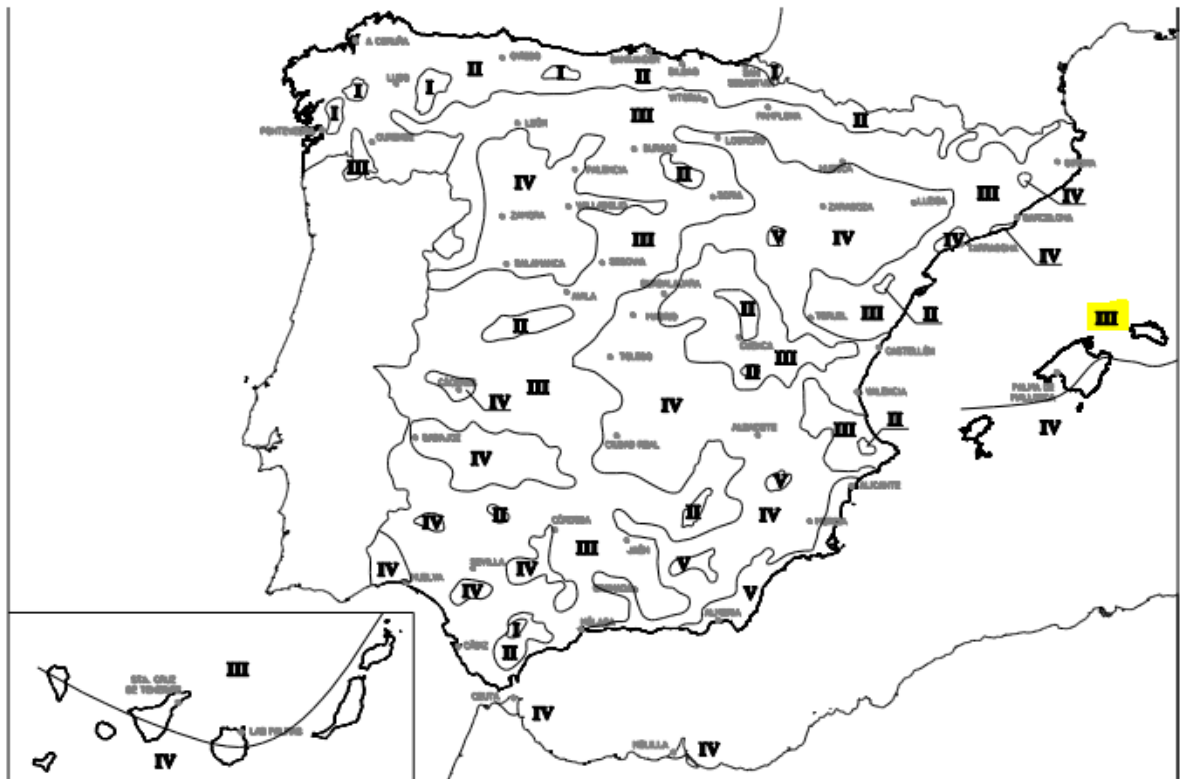 A CORUÑA
OVIEDO
SANTANDER
II
II
I
BILBAO
SAN
SEBASTIÁN
I
LUGO
I
I
I
VITORIA
PAMPLONA
II
III
LEÓN
PONTEVEDRA
OURENSE
LOGROÑO
BURGOS
III
PALENCIA
II
HUESCA
GIRONA
IV
III
IV
SORIA
ZAMORA
VALLADOLID
ZARAGOZA
LLEIDA
BARCELONA
III
V
IV
IV
TARRAGONA
IV
SALAMANCA
SEGOVIA
GUADALAJARA
ÁVILA
II
II
MADRID
TERUEL
III
II
III
CUENCA
CASTELLÓN
TOLEDO
III
II
CÁCERES
III
IV
IV
VALENCIA
PALMA DE
MALLORCA
II
IV
BADAJOZ
CIUDAD REAL
ALBACETE
III
IV
V
ALICANTE
IV
II
II
IV
MURCIA
CÓRDOBA
JAÉN
III
SEVILLA
IV
V
IV
HUELVA
IV
GRANADA
V
I
MÁLAGA
ALMERÍA
CÁDIZ
II
III
STA. CRUZ
DE TENERIFE
CEUTA
IV
LAS PALMAS
IV
MELILLA
IV